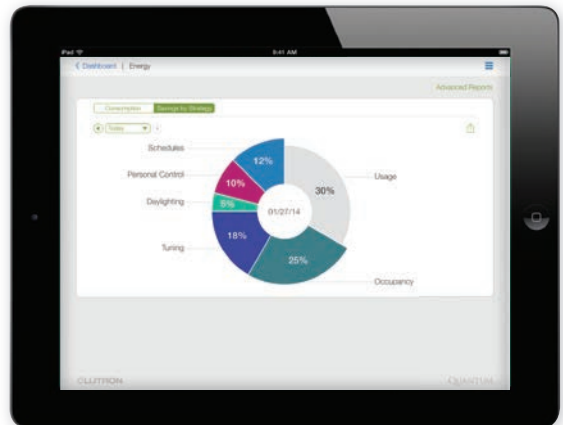 iPad 9:41 AM
Dashboard | Energy
Advanced Reports
Consumption Savings by Strategy
Today
Schedules
12%
Personal Control
10%
30%
Usage
Daylighting
5%
01/27/14
Tuning
18%
25%
Occupancy
LUTRON QUANTUM